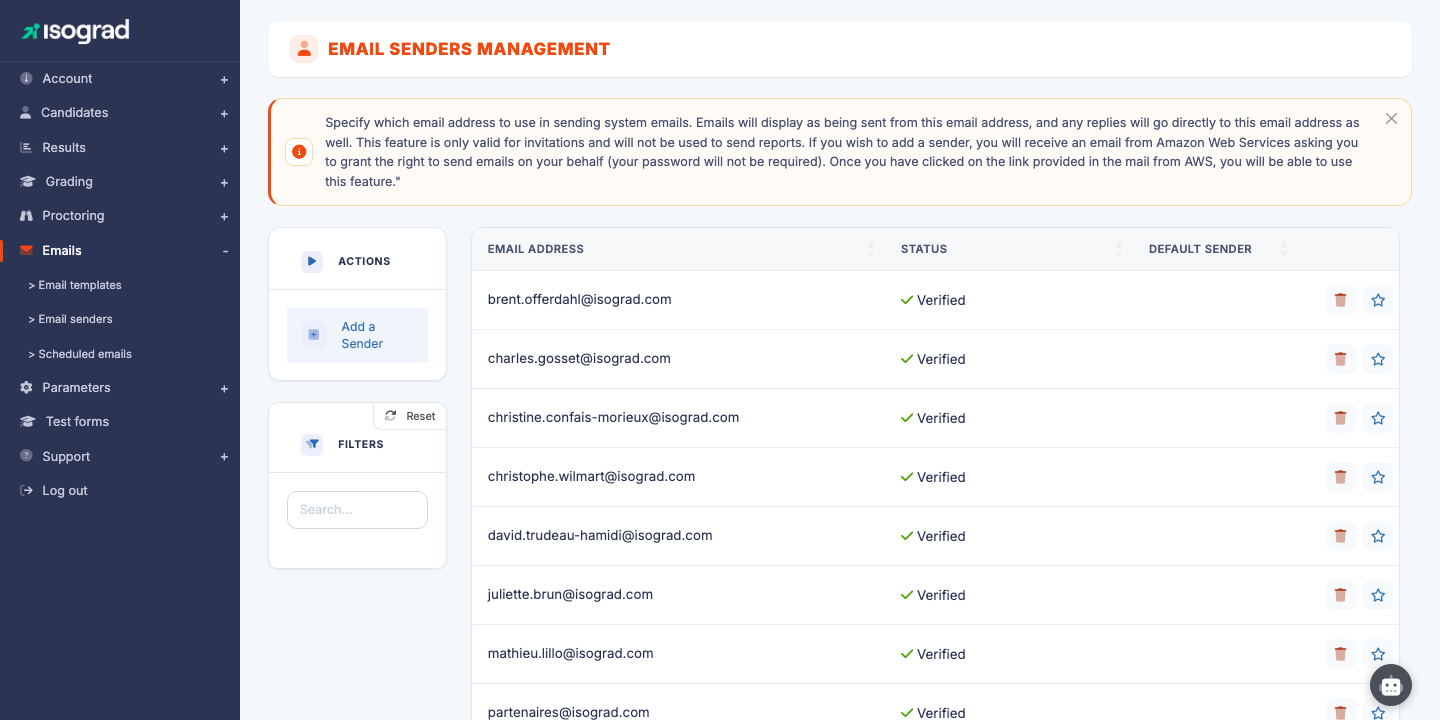 isograd
Account +
Candidates +
Results +
Grading +
Proctoring +
Emails -
> Email templates
> Email senders
> Scheduled emails
Parameters +
Test forms
Support +
Log out
EMAIL SENDERS MANAGEMENT
Specify which email address to use in sending system emails. Emails will display as being sent from this email address, and any replies will go directly to this email address as
well. This feature is only valid for invitations and will not be used to send reports. If you wish to add a sender, you will receive an email from Amazon Web Services asking you
to grant the right to send emails on your behalf (your password will not be required). Once you have clicked on the link provided in the mail from AWS, you will be able to use
this feature."
ACTIONS
Add a
Sender
Reset
FILTERS
Search...
EMAIL ADDRESS STATUS DEFAULT SENDER
brent.offerdahl@isograd.com Verified
charles.gosset@isograd.com Verified
christine.confais-morieux@isograd.com Verified
christophe.wilmart@isograd.com Verified
david.trudeau-hamidi@isograd.com Verified
juliette.brun@isograd.com Verified
mathieu.lillo@isograd.com Verified
partenaires@isograd.com Verified